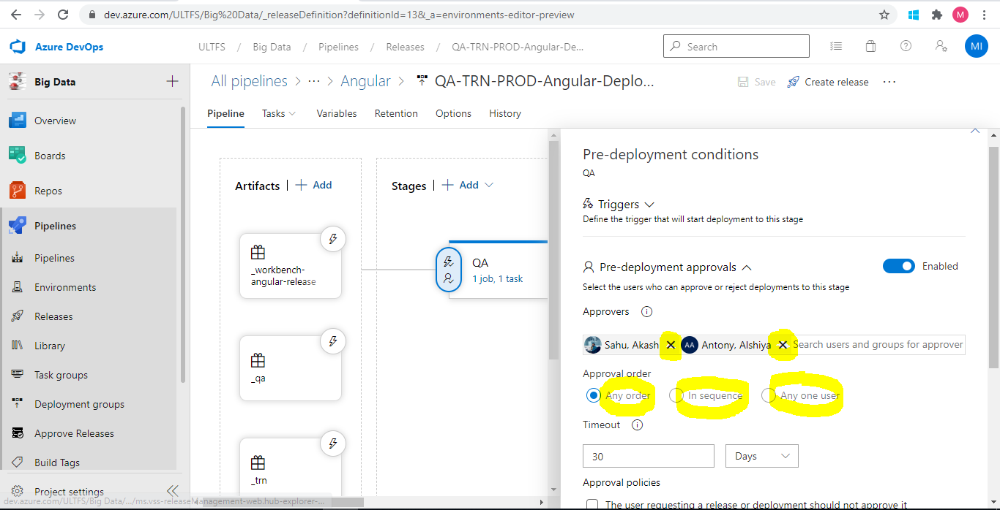 dev.azure.com/ULTFS/Big%20Data/_releaseDefinition?definitionId=13&_a=environments-editor-preview
M
Azure DevOps
ULTFS / Big Data / Pipelines / Releases / QA-TRN-PROD-Angular-De...
Search
MI
Big Data
All pipelines > ··· > Angular > QA-TRN-PROD-Angular-Deplo...
Save
Create release
Pipeline
Tasks
Variables
Retention
Options
History
Overview
Boards
Repos
Pipelines
Pipelines
Environments
Releases
Library
Task groups
Deployment groups
Approve Releases
Build Tags
Project settings
dev.azure.com/ULTFS/Big Data/.../ms.vss-releaseManagement-web.hub-explorer-...
Artifacts | + Add
_workbench-
angular-release
_qa
_trn
Stages | + Add
QA
1 job, 1 task
Pre-deployment conditions
QA
Triggers
Define the trigger that will start deployment to this stage
Pre-deployment approvals
Enabled
Select the users who can approve or reject deployments to this stage
Approvers
Sahu, Akash
AA
Antony, Alshiya
Search users and groups for approver
Approval order
Any order
In sequence
Any one user
Timeout
30
Days
Approval policies
The user requesting a release or deployment should not approve it